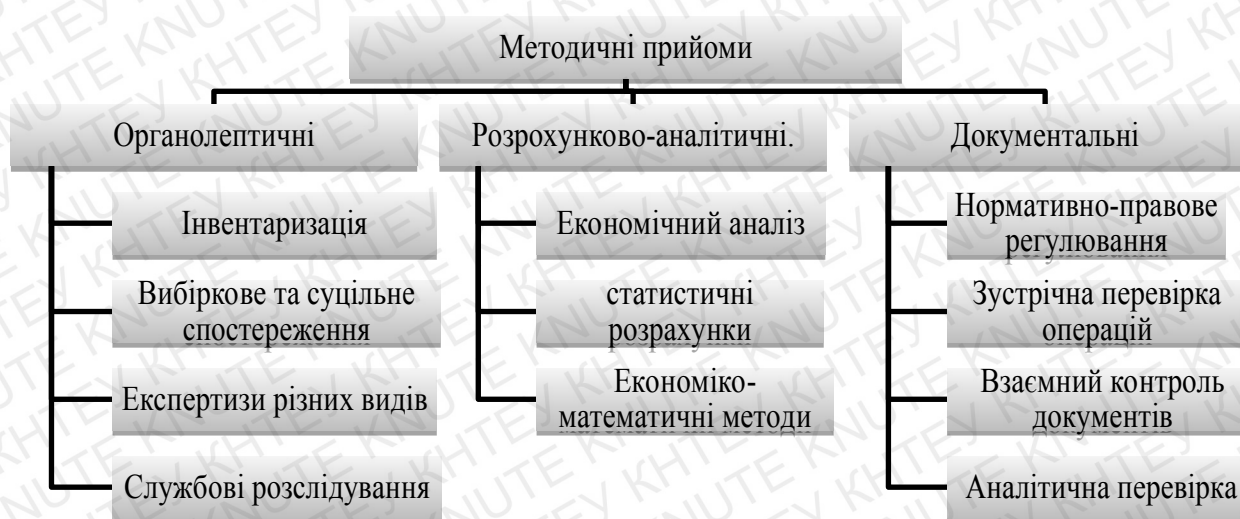 Методичні прийоми
Органолептичні
Інвентаризація
Вибіркове та суцільне
спостереження
Експертизи різних видів
Службові розслідування
Розрохунково-аналітичні.
Економічний аналіз
статистичні
розрахунки
Економіко-
математичні методи
Документальні
Нормативно-правове
регулювання
Зустрічна перевірка
операцій
Взаємний контроль
документів
Аналітична перевірка